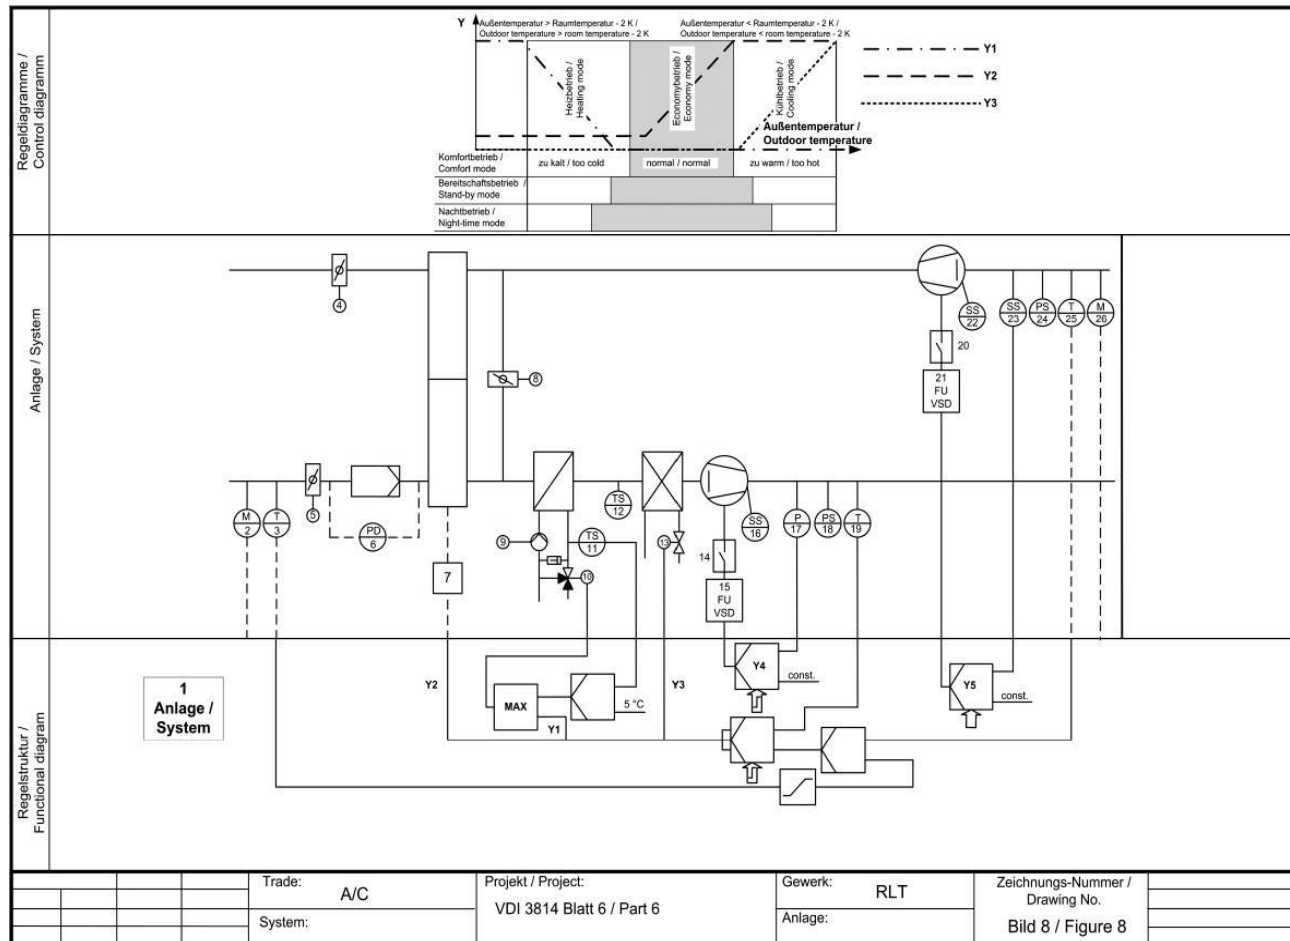 Regeldiagramme /
Control diagramm
Y
Außentemperatur > Raumtemperatur - 2 K /
Outdoor temperature > room temperature - 2 K
Außentemperatur < Raumtemperatur - 2 K /
Outdoor temperature < room temperature - 2 K
Heizbetrieb /
Heating mode
Economybetrieb /
Economy mode
Kühlbetrieb /
Cooling mode
Y1
Y2
Y3
Außentemperatur /
Outdoor temperature
Komfortbetrieb /
Comfort mode
zu kalt / too cold
normal / normal
zu warm / too hot
Bereitschaftsbetrieb /
Stand-by mode
Nachtbetrieb /
Night-time mode
Anlage / System
4
SS
22
SS
23
PS
24
T
25
M
26
20
21
FU
VSD
8
M
2
T
3
5
PD
6
7
9
TS
11
10
TS
12
13
14
SS
16
P
17
PS
18
T
19
15
FU
VSD
Regelstruktur /
Functional diagram
1
Anlage /
System
Y2
MAX
Y1
5 °C
Y3
Y4
const.
Y5
const.
Trade:
A/C
System:
Projekt / Project:
VDI 3814 Blatt 6 / Part 6
Gewerk:
RLT
Anlage:
Zeichnungs-Nummer /
Drawing No.
Bild 8 / Figure 8